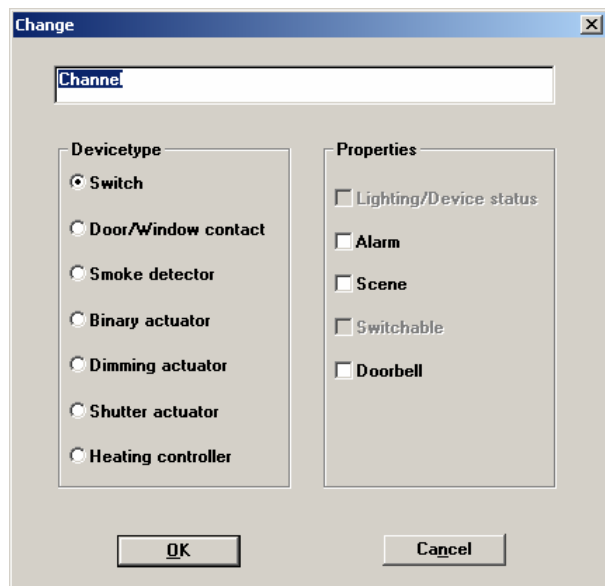 Change
Channel
Devicetype
Switch
Door/Window contact
Smoke detector
Binary actuator
Dimming actuator
Shutter actuator
Heating controller
Properties
Lighting/Device status
Alarm
Scene
Switchable
Doorbell
OK
Cancel